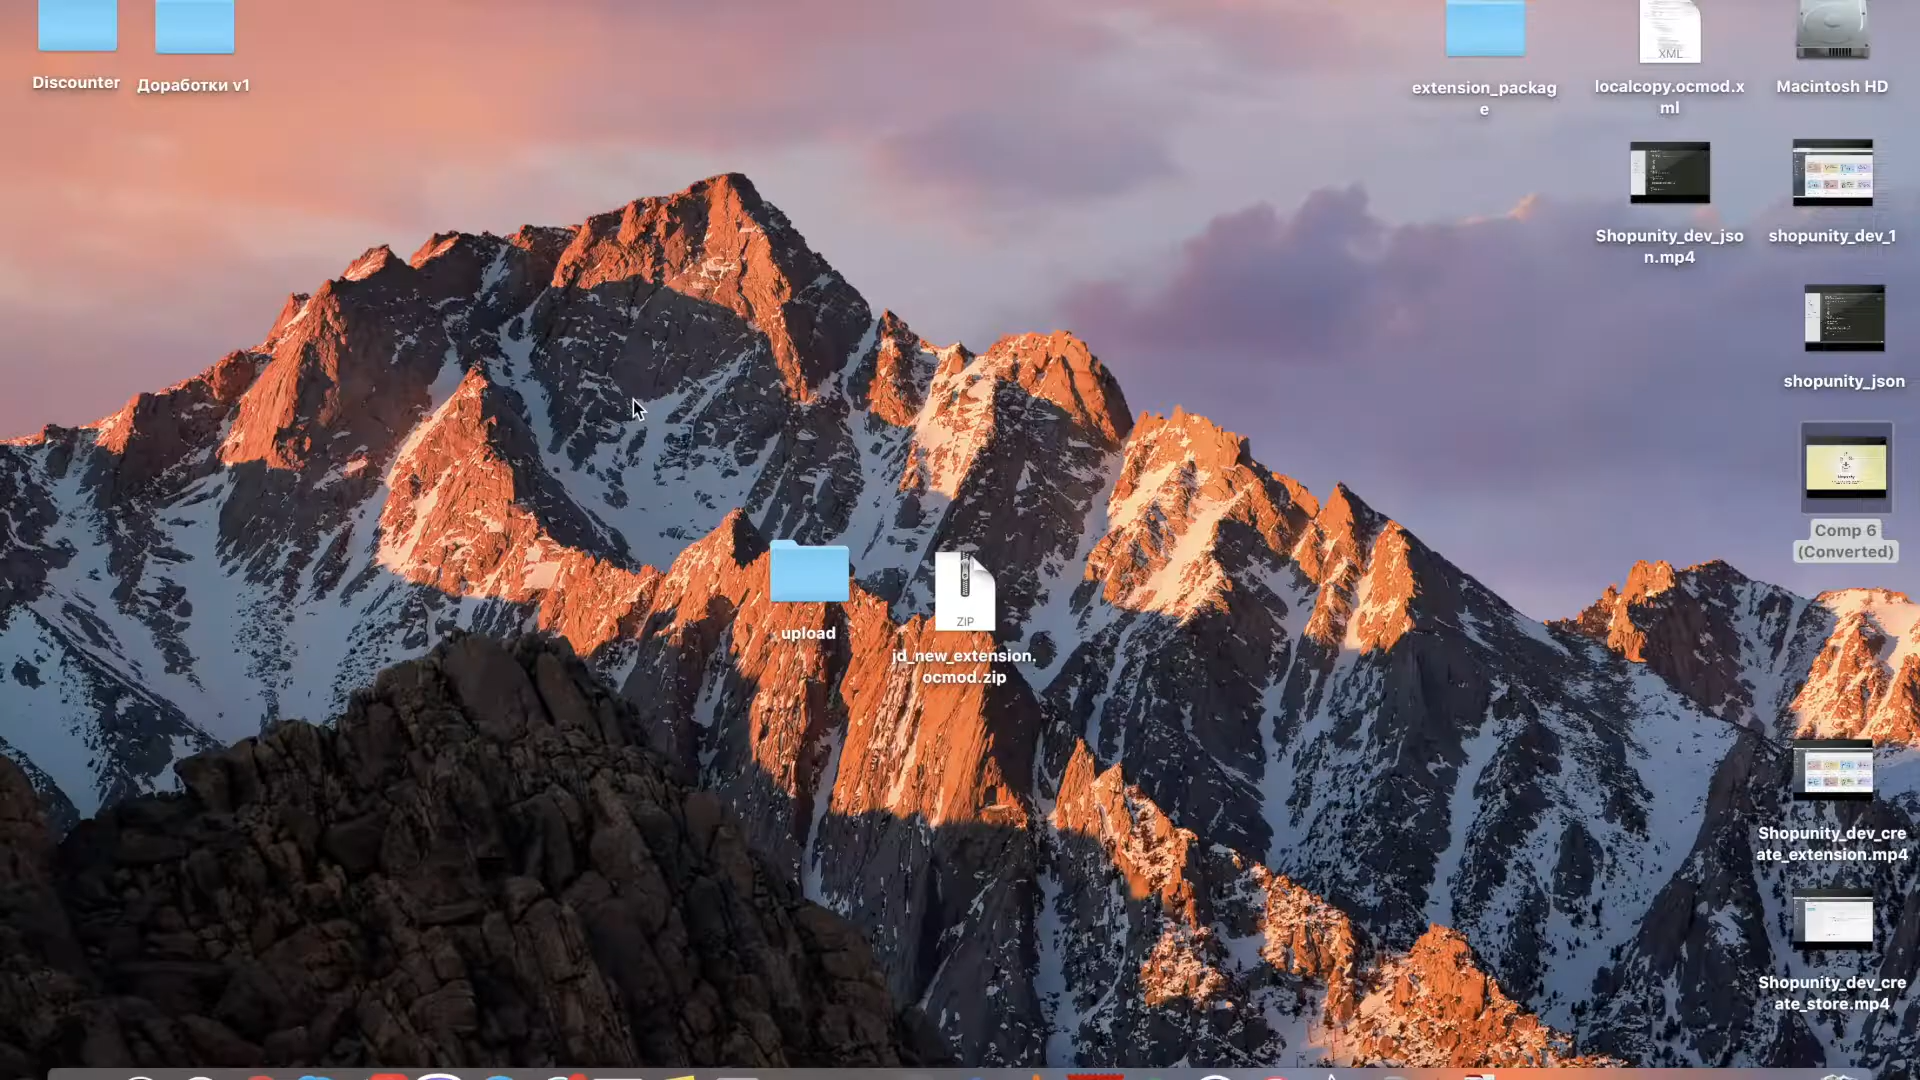 Discounter
Доработки v1
extension_packag
e
XML
localcopy.ocmod.x
ml
Macintosh HD
Shopunity_dev_jso
n.mp4
shopunity_dev_1
shopunity_json
Comp 6
(Converted)
upload
ZIP
jd_new_extension.
ocmod.zip
Shopunity_dev_cre
ate_extension.mp4
Shopunity_dev_cre
ate_store.mp4